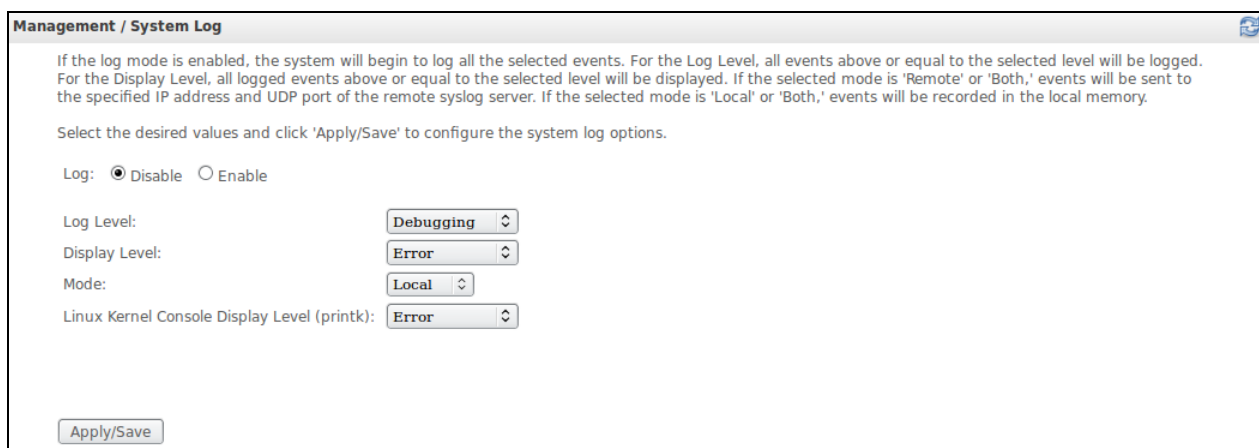 Management / System Log
If the log mode is enabled, the system will begin to log all the selected events. For the Log Level, all events above or equal to the selected level will be logged.
For the Display Level, all logged events above or equal to the selected level will be displayed. If the selected mode is 'Remote' or 'Both,' events will be sent to
the specified IP address and UDP port of the remote syslog server. If the selected mode is 'Local' or 'Both,' events will be recorded in the local memory.
Select the desired values and click 'Apply/Save' to configure the system log options.
Log: Disable Enable
Log Level: Debugging
Display Level: Error
Mode: Local
Linux Kernel Console Display Level (printk): Error
Apply/Save